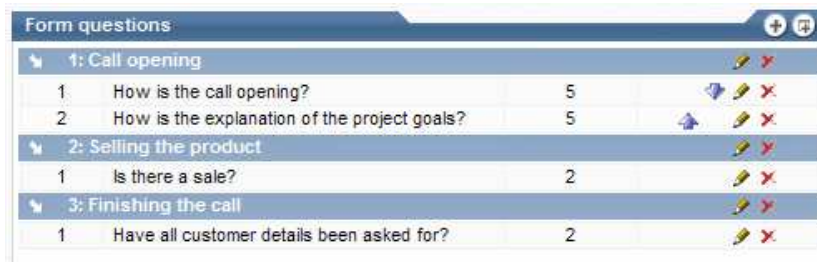 Form questions
1: Call opening
1 How is the call opening? 5
2 How is the explanation of the project goals? 5
2: Selling the product
1 Is there a sale? 2
3: Finishing the call
1 Have all customer details been asked for? 2